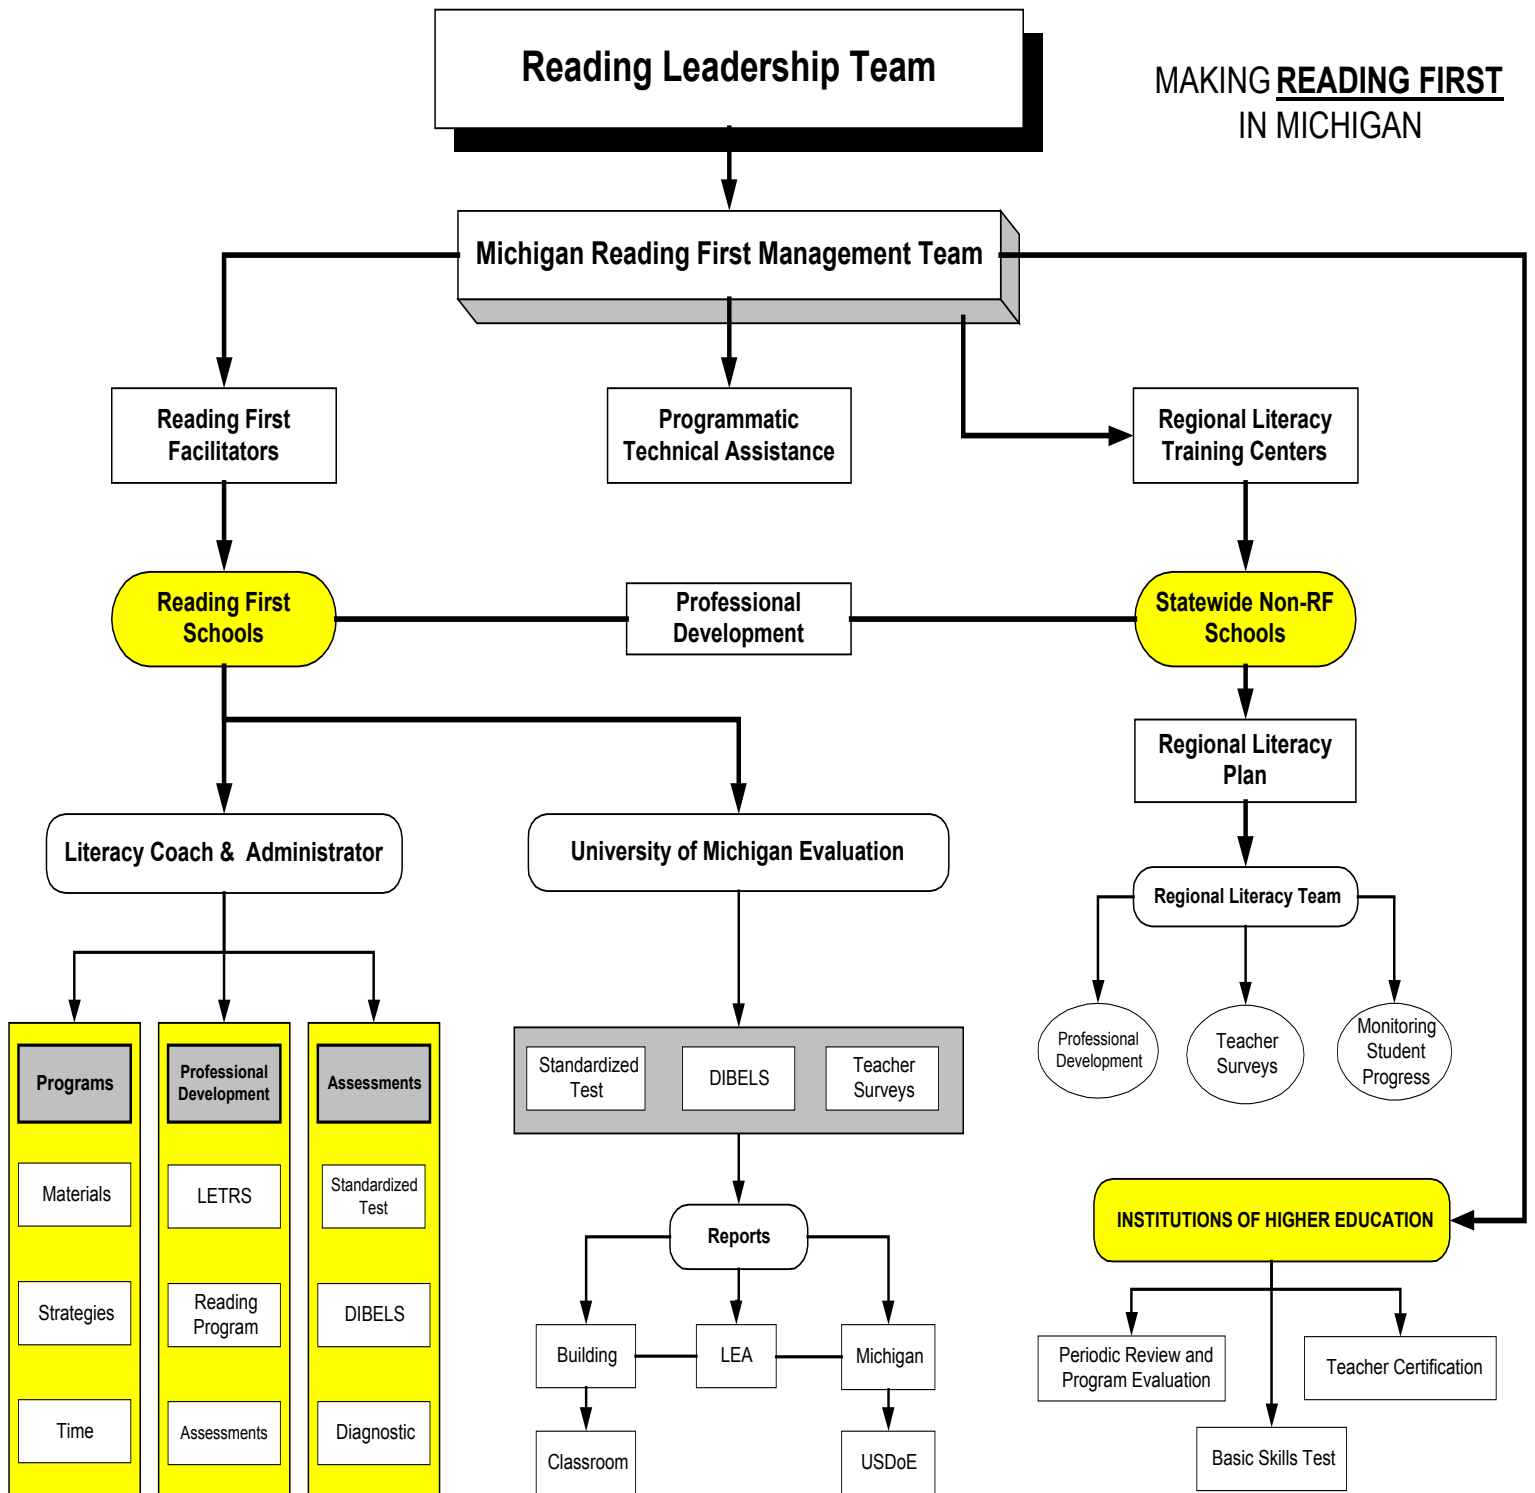 Reading Leadership Team
MAKING READING FIRST
IN MICHIGAN
Michigan Reading First Management Team
Reading First
Facilitators
Programmatic
Technical Assistance
Regional Literacy
Training Centers
Reading First
Schools
Professional
Development
Statewide Non-RF
Schools
Regional Literacy
Plan
Literacy Coach & Administrator
University of Michigan Evaluation
Regional Literacy Team
Professional
Development
Teacher
Surveys
Monitoring
Student
Progress
Programs
Materials
Strategies
Time
Professional
Development
LETRS
Reading
Program
Assessments
Assessments
Standardized
Test
DIBELS
Diagnostic
Standardized
Test
DIBELS
Teacher
Surveys
Reports
Building
LEA
Michigan
Classroom
USDoE
INSTITUTIONS OF HIGHER EDUCATION
Periodic Review and
Program Evaluation
Teacher Certification
Basic Skills Test